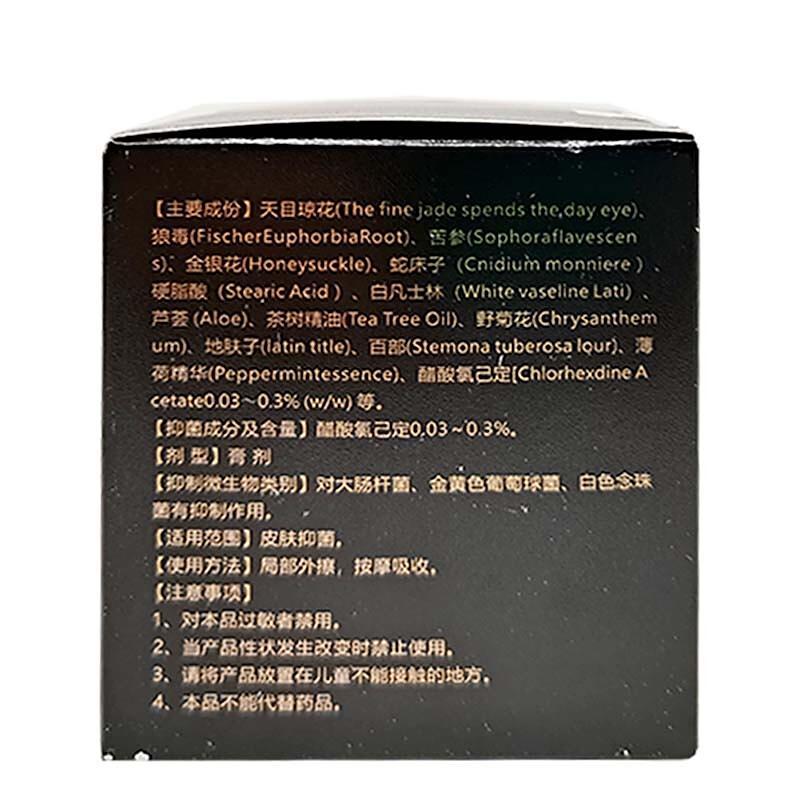 【主要成份】天目琼花(The fine jade spends the,day eye)、
狼毒(FischerEuphorbiaRoot)、苦参(Sophoraflavescen
s)、金银花(Honeysuckle)、蛇床子（Cnidium monniere ）、
硬脂酸（Stearic Acid ）、白凡士林（White vaseline Lati）、
芦荟 (Aloe)、茶树精油(Tea Tree Oil)、野菊花(Chrysanthem
um)、地肤子(latin title)、百部(Stemona tuberosa lour)、薄
荷精华(Peppermintessence)、醋酸氯己定[Chlorhexdine A
cetate0.03～0.3% (w/w) 等。
【抑菌成分及含量】醋酸氯己定0.03～0.3%。
【剂 型】膏 剂
【抑制微生物类别】对大肠杆菌、金黄色葡萄球菌、白色念珠
菌有抑制作用。
【适用范围】皮肤抑菌。
【使用方法】局部外擦，按摩吸收。
【注意事项】
1、对本品过敏者禁用。
2、当产品性状发生改变时禁止使用。
3、请将产品放置在儿童不能接触的地方。
4、本品不能代替药品。